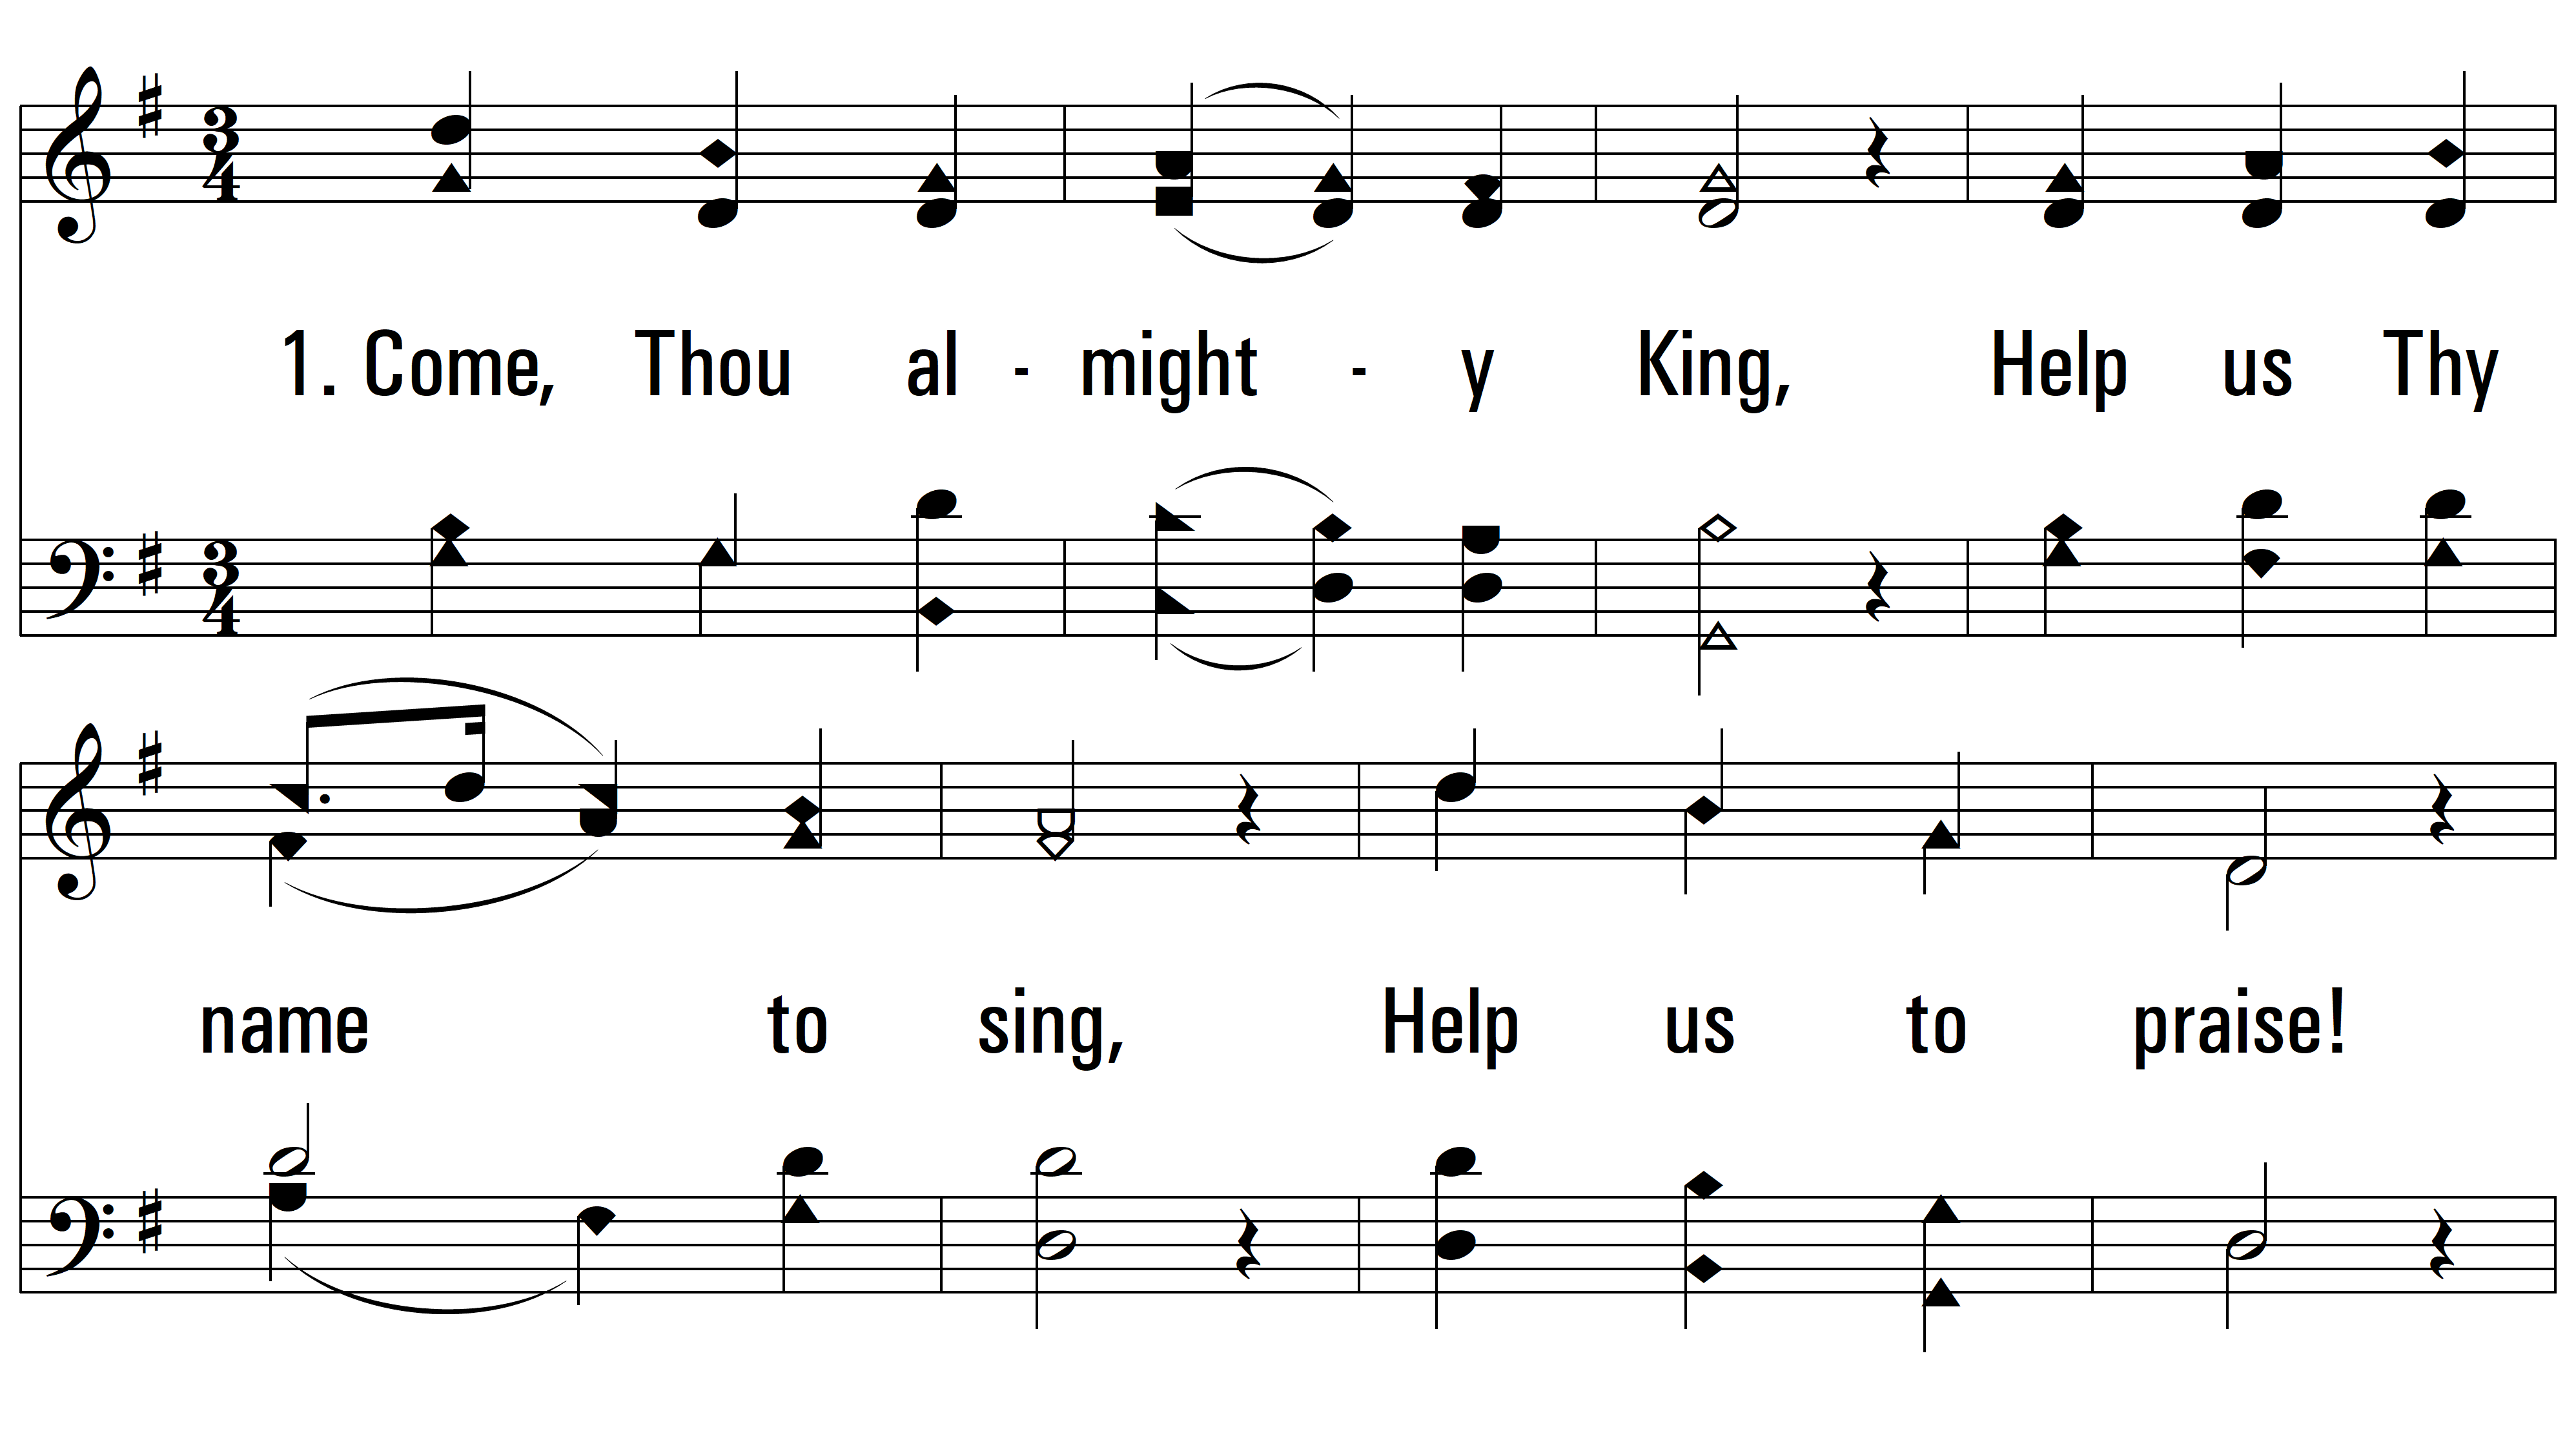 1. Come, Thou al - might - y King, Help us Thy
name to sing, Help us to praise!